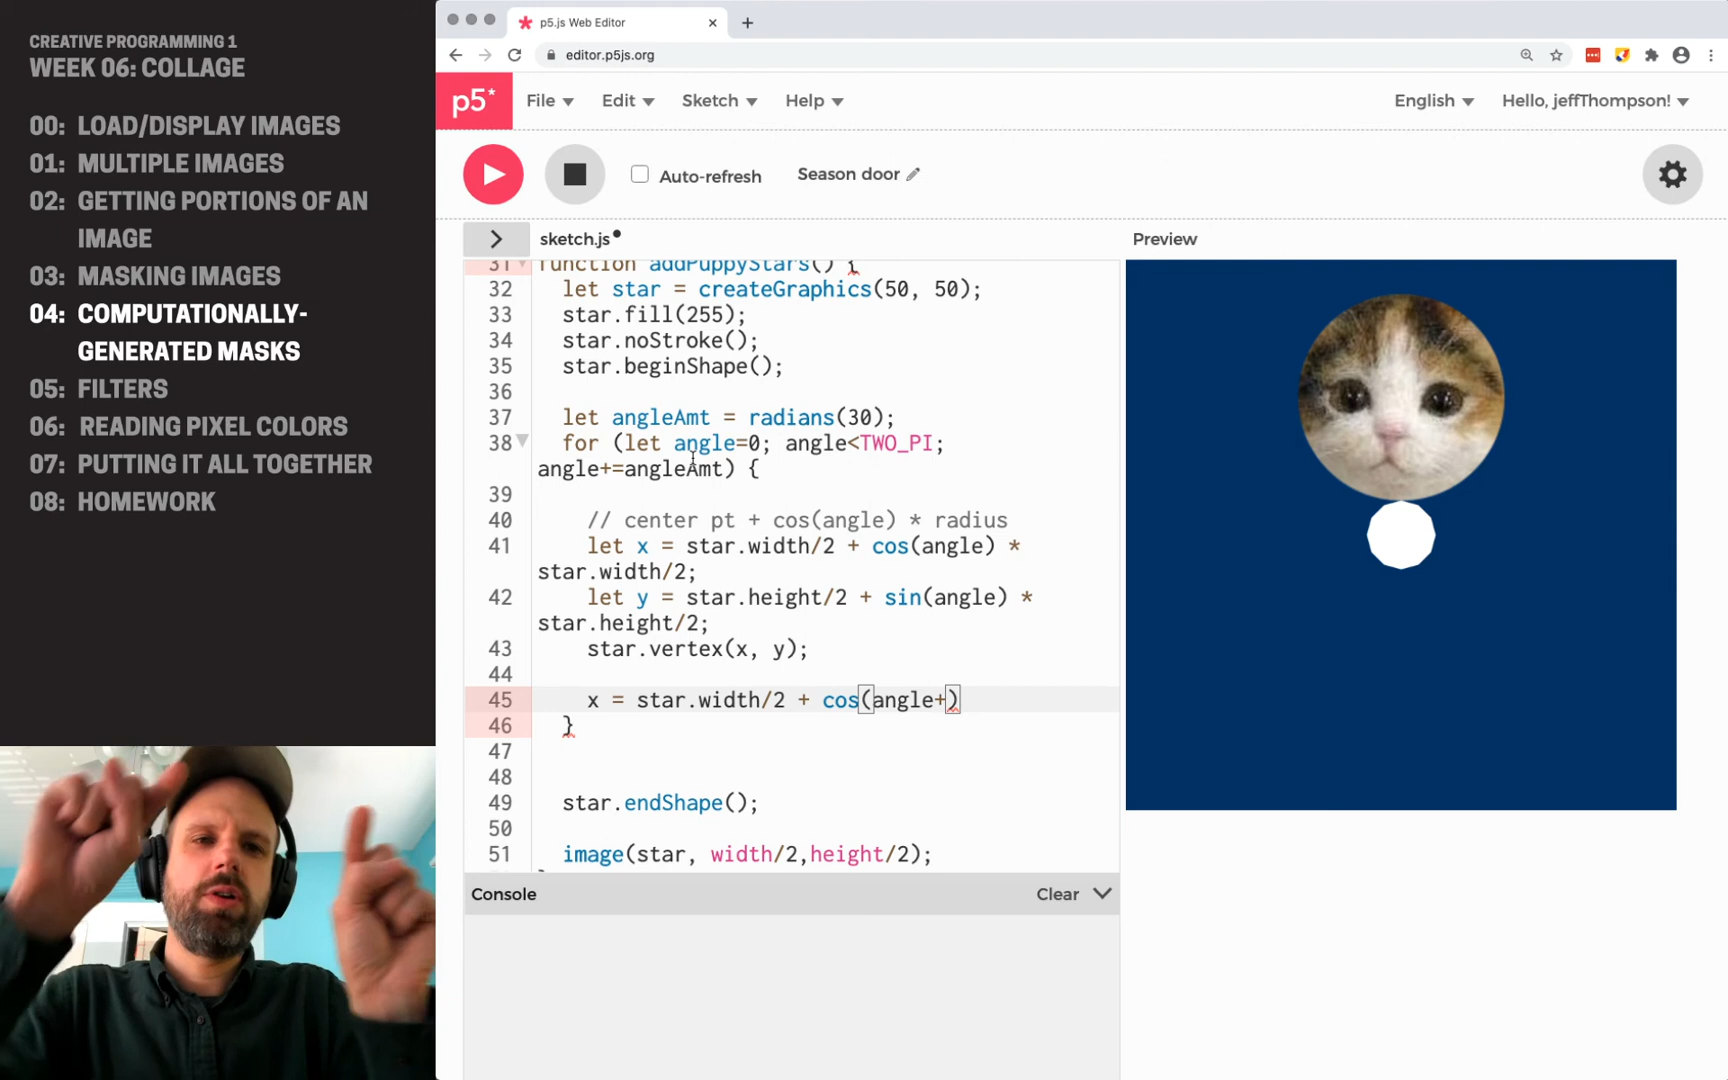 CREATIVE PROGRAMMING 1
WEEK 06: COLLAGE
00: LOAD/DISPLAY IMAGES
01: MULTIPLE IMAGES
02: GETTING PORTIONS OF AN
IMAGE
03: MASKING IMAGES
04: COMPUTATIONALLY-
GENERATED MASKS
05: FILTERS
06: READING PIXEL COLORS
07: PUTTING IT ALL TOGETHER
08: HOMEWORK
p5.js Web Editor
editor.p5js.org
p5* File Edit Sketch Help English Hello, jeffThompson!
Auto-refresh Season door
sketch.js
Preview
31 function addPuppyStars() {
32 let star = createGraphics(50, 50);
33 star.fill(255);
34 star.noStroke();
35 star.beginShape();
36
37 let angleAmt = radians(30);
38 for (let angle=0; angle<TWO_PI;
angle+=angleAmt) {
39
40 // center pt + cos(angle) * radius
41 let x = star.width/2 + cos(angle) *
star.width/2;
42 let y = star.height/2 + sin(angle) *
star.height/2;
43 star.vertex(x, y);
44
45 x = star.width/2 + cos(angle+)
46 }
47
48
49 star.endShape();
50
51 image(star, width/2,height/2);
Console
Clear